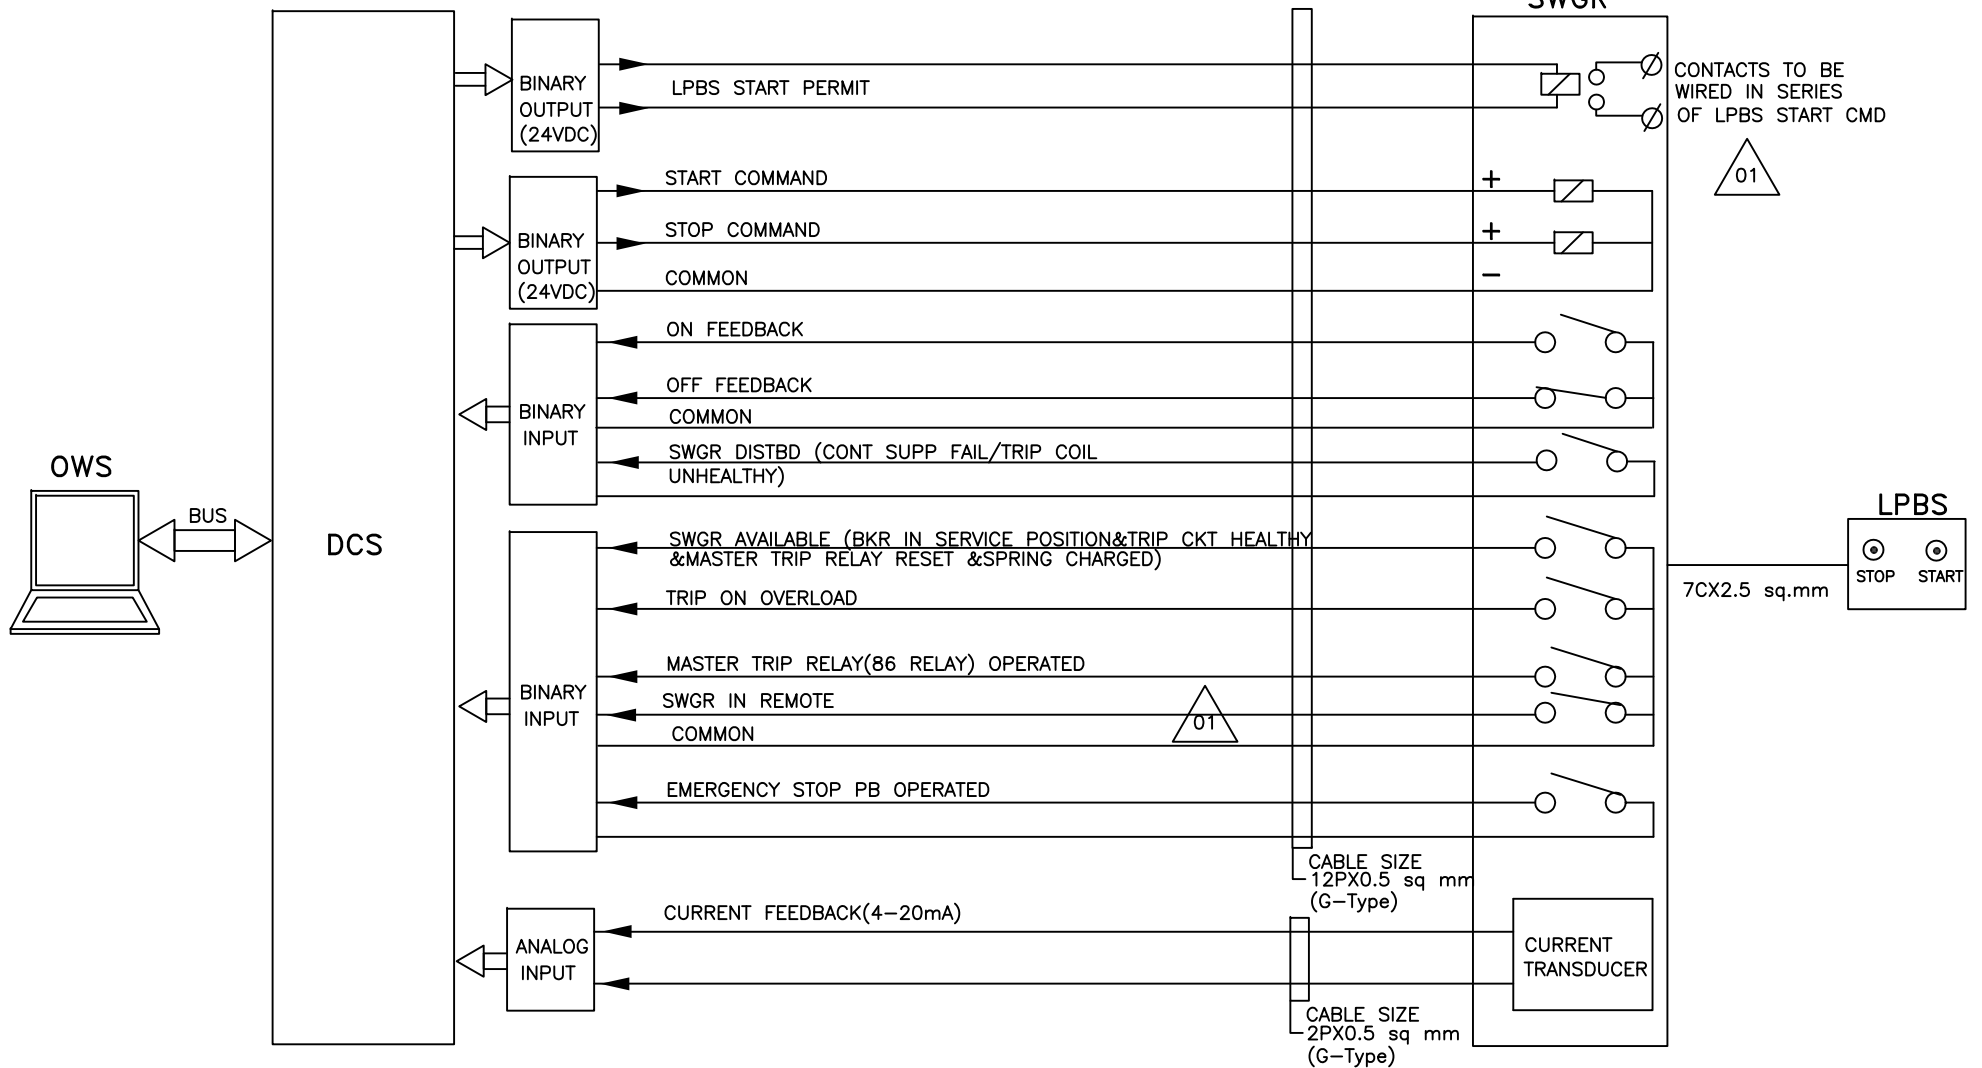 SWGR
BINARY
OUTPUT
(24VDC)
LPBS START PERMIT
CONTACTS TO BE
WIRED IN SERIES
OF LPBS START CMD
01
BINARY
OUTPUT
(24VDC)
START COMMAND
+
STOP COMMAND
+
COMMON
−
BINARY
INPUT
ON FEEDBACK
OFF FEEDBACK
COMMON
SWGR DISTBD (CONT SUPP FAIL/TRIP COIL
UNHEALTHY)
OWS
BUS
DCS
BINARY
INPUT
SWGR AVAILABLE (BKR IN SERVICE POSITION&TRIP CKT HEALTHY
&MASTER TRIP RELAY RESET &SPRING CHARGED)
TRIP ON OVERLOAD
MASTER TRIP RELAY(86 RELAY) OPERATED
SWGR IN REMOTE
01
COMMON
EMERGENCY STOP PB OPERATED
LPBS
STOP START
7CX2.5 sq.mm
CABLE SIZE
12PX0.5 sq mm
(G-Type)
ANALOG
INPUT
CURRENT FEEDBACK(4-20mA)
CURRENT
TRANSDUCER
CABLE SIZE
2PX0.5 sq mm
(G-Type)